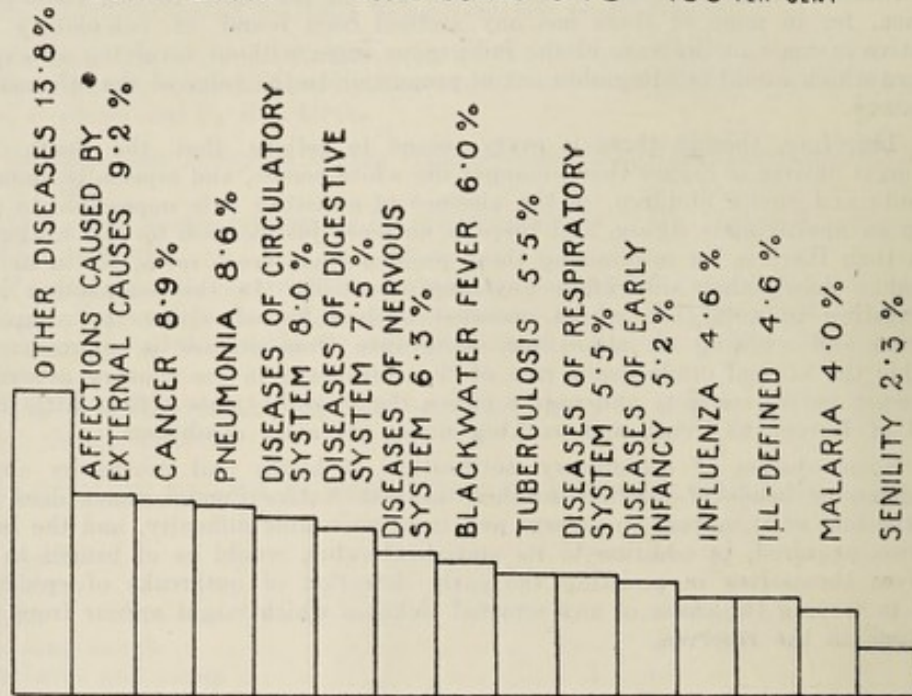 OTHER DISEASES 13.8%
AFFECTIONS CAUSED BY
EXTERNAL CAUSES 9.2 %
CANCER 8.9%
PNEUMONIA 8.6%
DISEASES OF CIRCULATORY
SYSTEM 8.0%
DISEASES OF DIGESTIVE
SYSTEM 7.5%
DISEASES OF NERVOUS
SYSTEM 6.3%
BLACKWATER FEVER 6.0%
TUBERCULOSIS 5.5%
DISEASES OF RESPIRATORY
SYSTEM 5.5%
DISEASES OF EARLY
INFANCY 5.2%
INFLUENZA 4.6%
ILL-DEFINED 4.6%
MALARIA 4.0%
SENILITY 2.3%